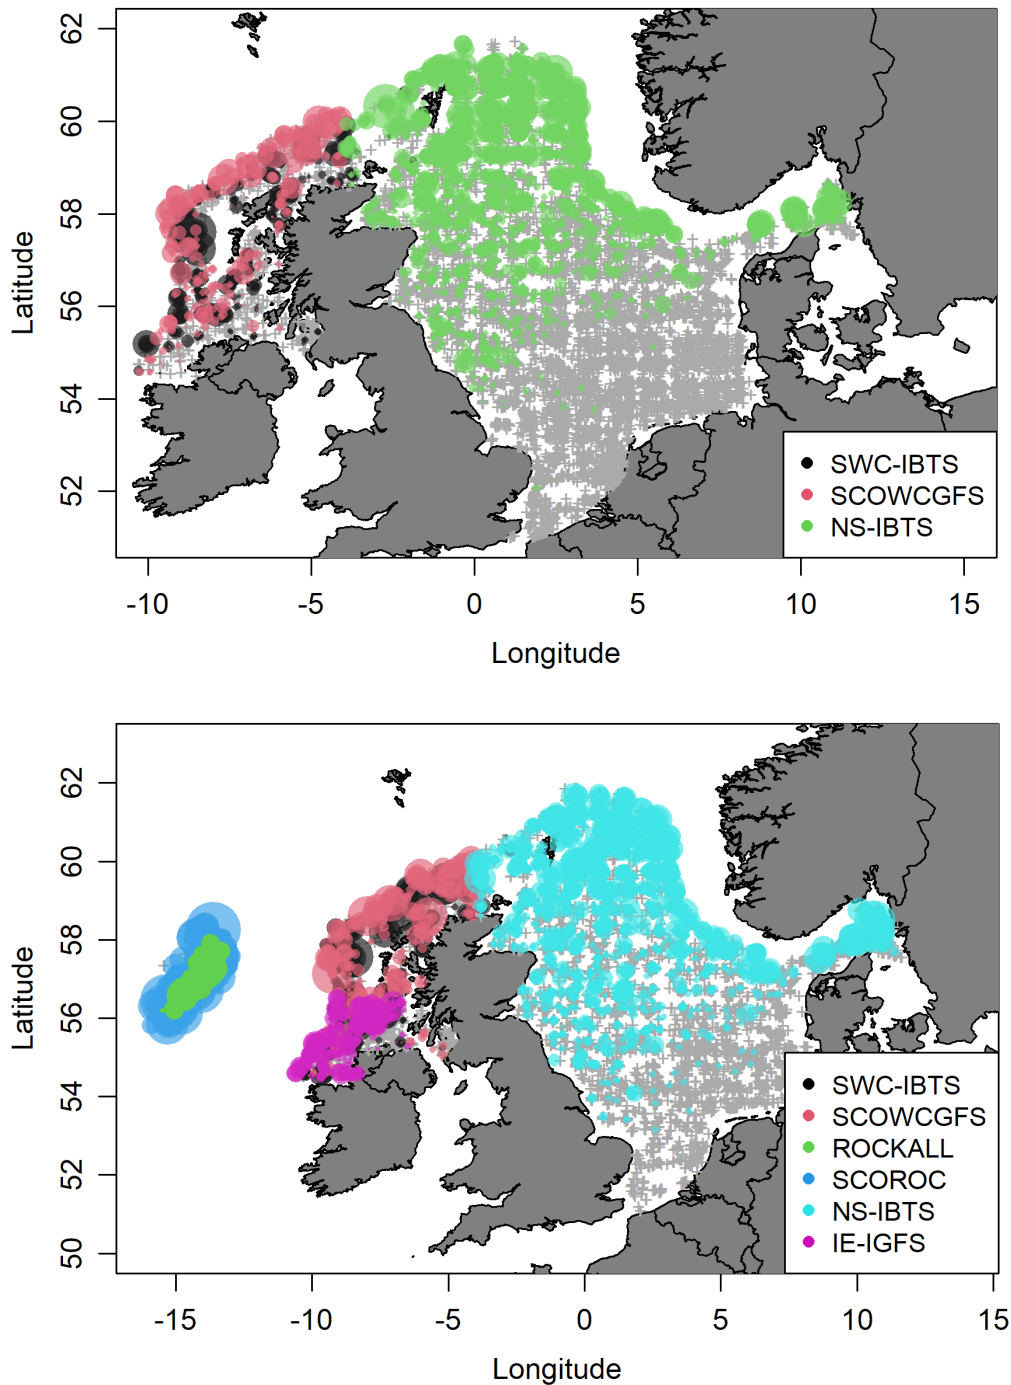 62
60
58
56
54
52
Latitude
SWC-IBTS
SCOWCGFS
NS-IBTS
-10
-5
0
5
10
15
Longitude
62
60
58
56
54
52
50
Latitude
SWC-IBTS
SCOWCGFS
ROCKALL
SCOROC
NS-IBTS
IE-IGFS
-15
-10
-5
0
5
10
15
Longitude